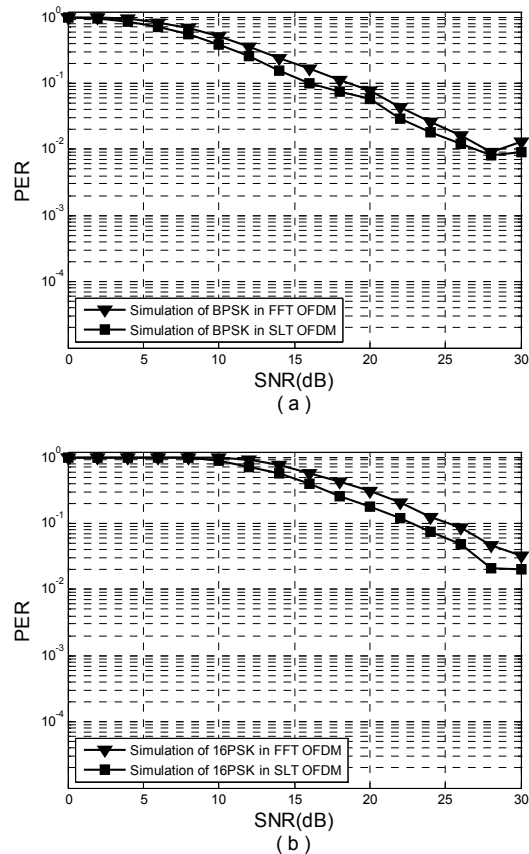 10^0
10^-1
10^-2
10^-3
10^-4
PER
Simulation of BPSK in FFT OFDM
Simulation of BPSK in SLT OFDM
0 5 10 15 20 25 30
SNR(dB)
( a )
10^0
10^-1
10^-2
10^-3
10^-4
PER
Simulation of 16PSK in FFT OFDM
Simulation of 16PSK in SLT OFDM
0 5 10 15 20 25 30
SNR(dB)
( b )